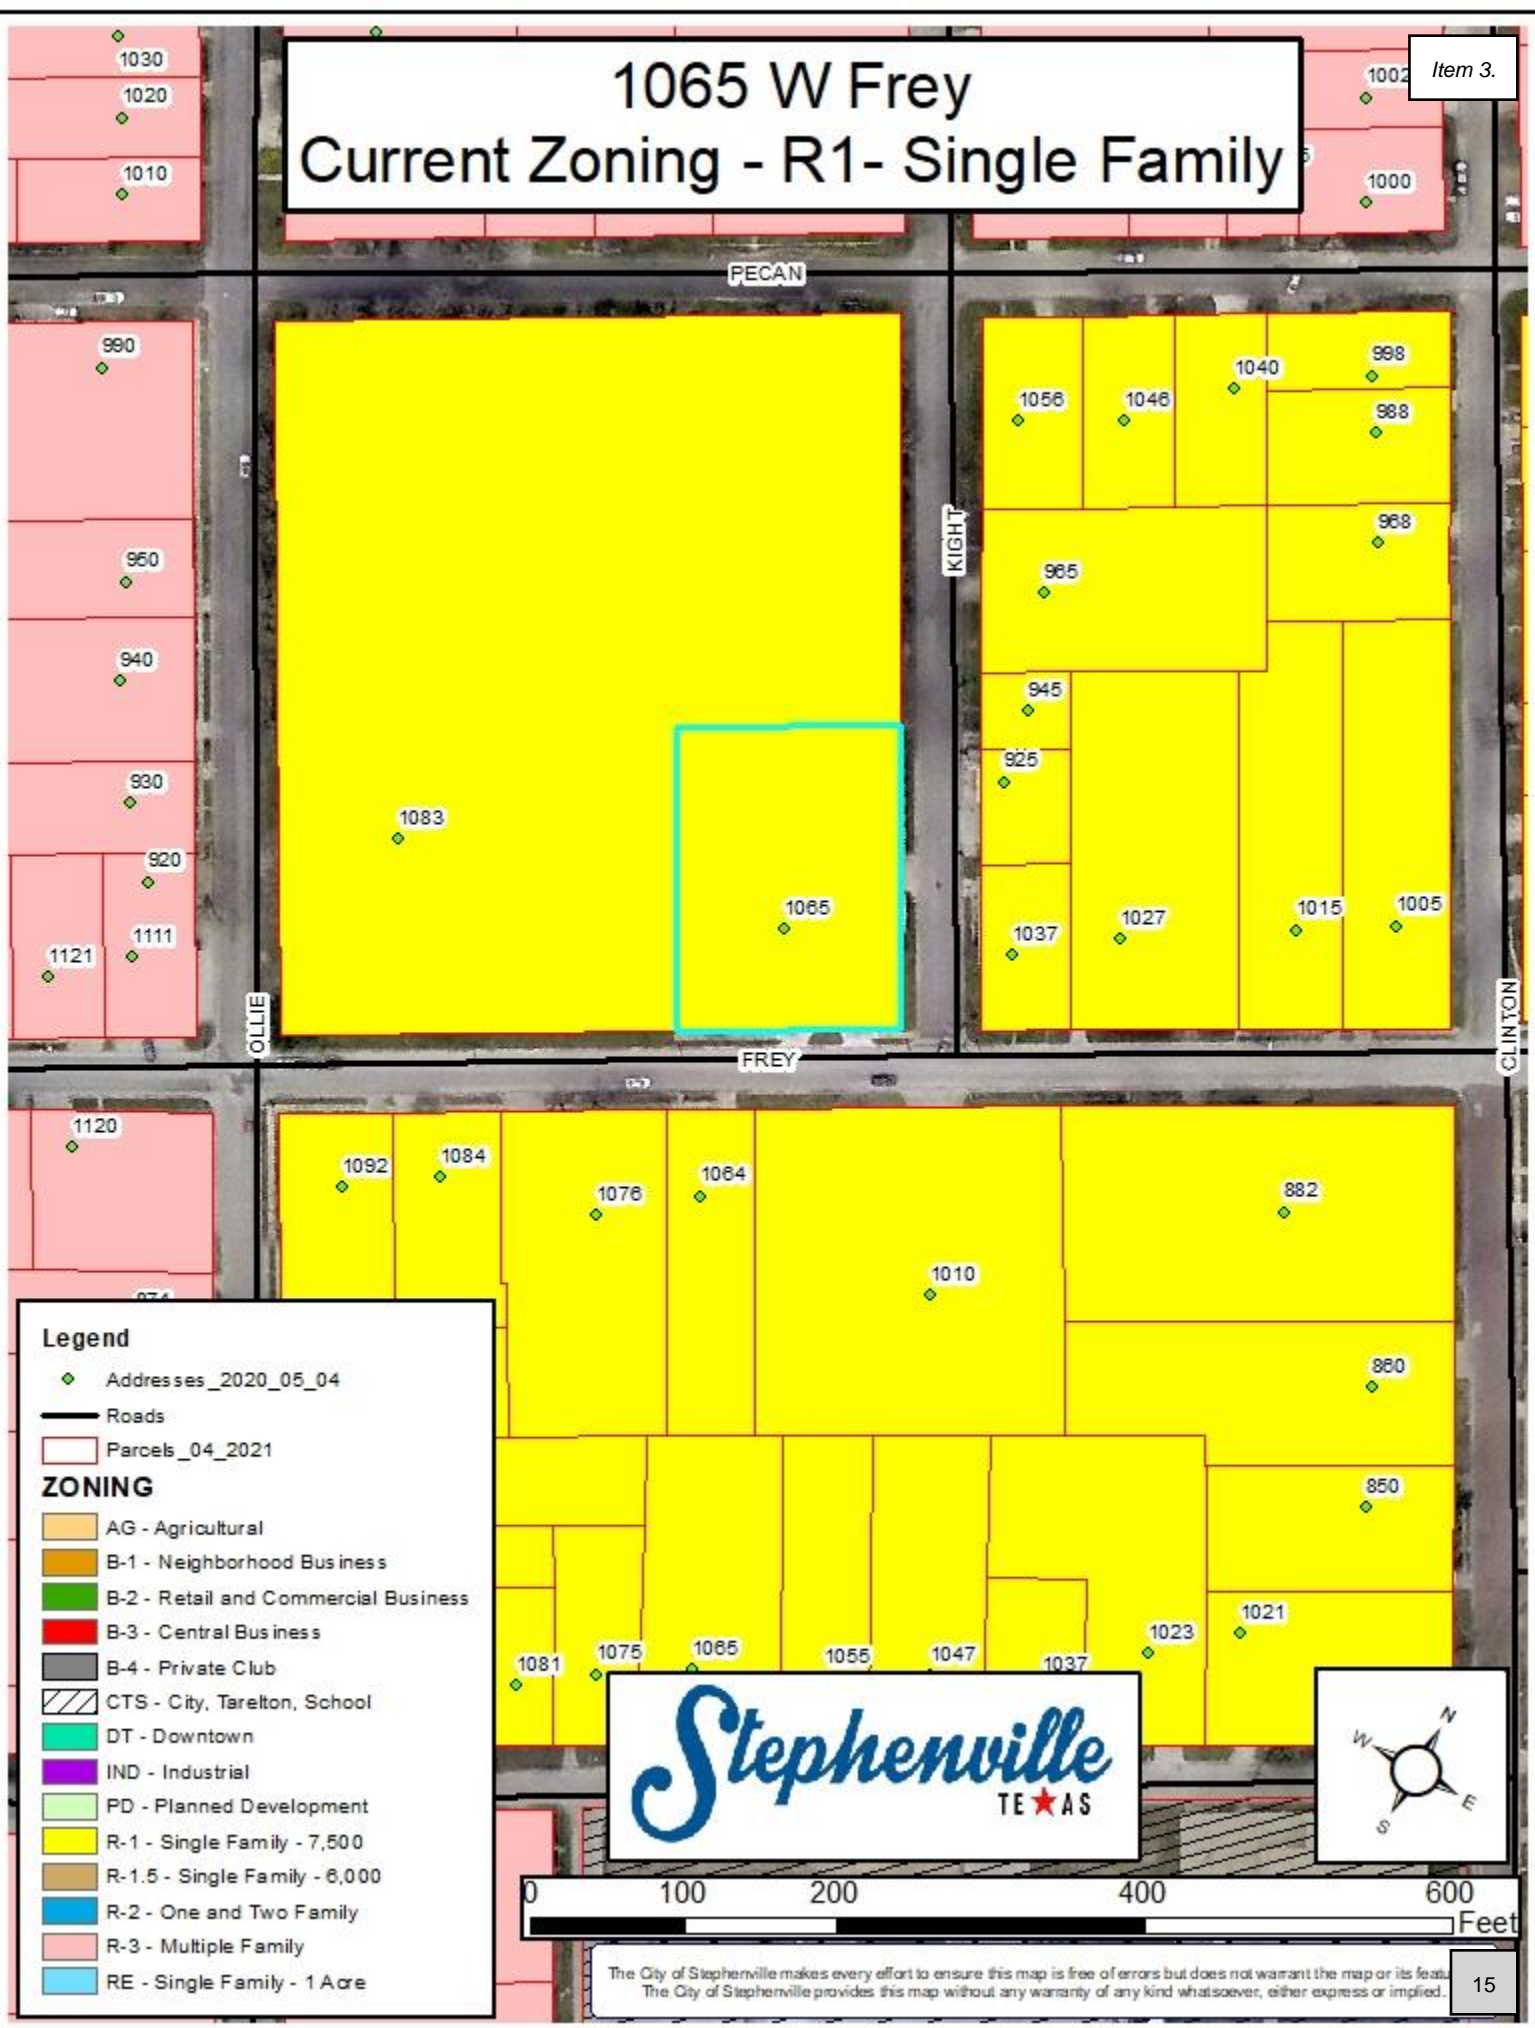 1065 W Frey
Current Zoning - R1- Single Family
Item 3.
1030
1020
1010
1002
1000
PECAN
990
950
940
930
920
1111
1121
OLLIE
1083
1065
KIGHT
1056
1046
1040
998
988
968
965
945
925
1037
1027
1015
1005
CLINTON
FREY
1120
1092
1084
1076
1064
1010
882
860
850
1081
1075
1065
1055
1047
1037
1023
1021
Legend
Addresses_2020_05_04
Roads
Parcels_04_2021
ZONING
AG - Agricultural
B-1 - Neighborhood Business
B-2 - Retail and Commercial Business
B-3 - Central Business
B-4 - Private Club
CTS - City, Tarelton, School
DT - Downtown
IND - Industrial
PD - Planned Development
R-1 - Single Family - 7,500
R-1.5 - Single Family - 6,000
R-2 - One and Two Family
R-3 - Multiple Family
RE - Single Family - 1 Acre
Stephenville
TEXAS
N
W
E
S
0 100 200 400 600
Feet
The City of Stephenville makes every effort to ensure this map is free of errors but does not warrant the map or its featu
The City of Stephenville provides this map without any warranty of any kind whatsoever, either express or implied.
15